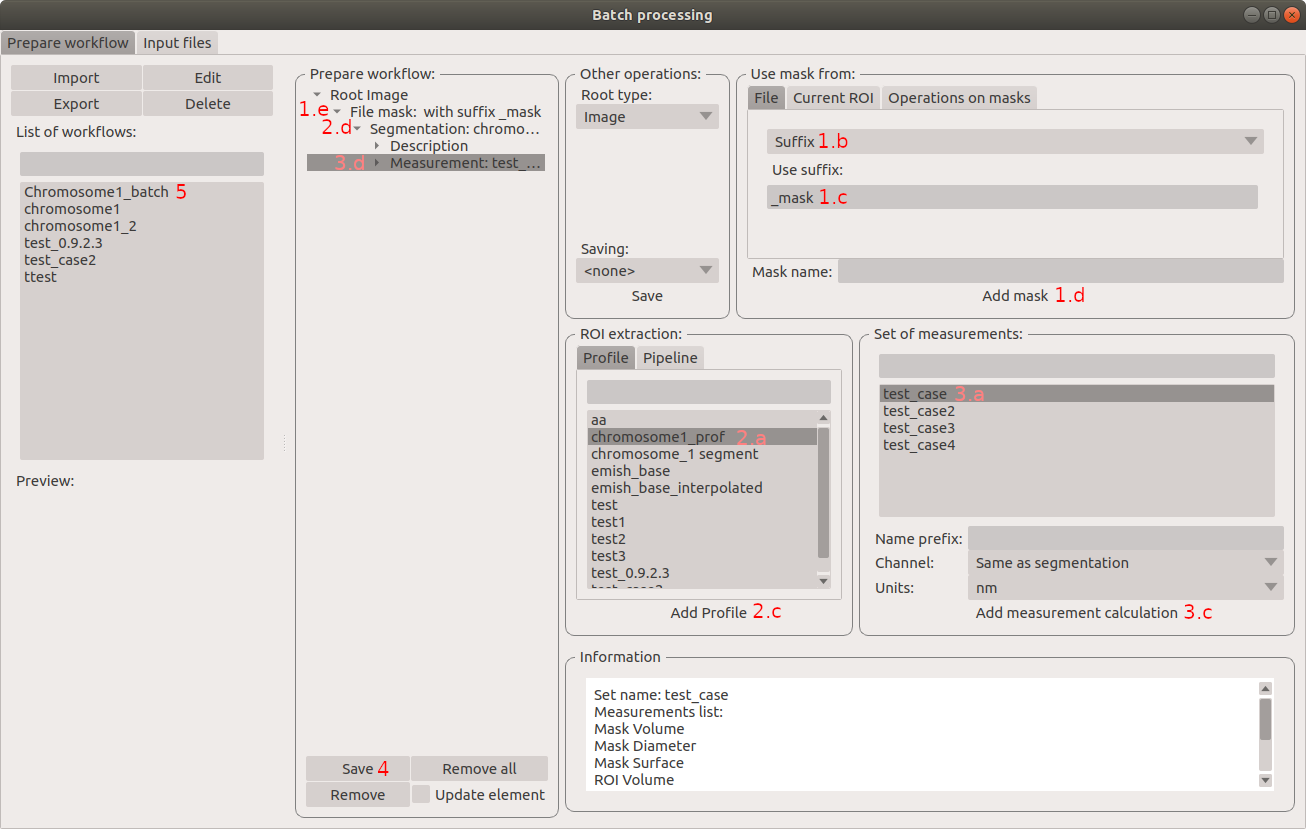 Batch processing
Prepare workflow Input files
Import Edit
Export Delete
List of workflows:
Chromosome1_batch 5
chromosome1
chromosome1_2
test_0.9.2.3
test_case2
ttest
Preview:
Prepare workflow:
Root Image
1.e File mask: with suffix _mask
2.d Segmentation: chromo...
Description
3.d Measurement: test_...
Save 4 Remove all
Remove Update element
Other operations:
Root type:
Image
Saving:
<none>
Save
Use mask from:
File Current ROI Operations on masks
Suffix 1.b
Use suffix:
_mask 1.c
Mask name:
Add mask 1.d
ROI extraction:
Profile Pipeline
aa
chromosome1_prof 2.a
chromosome_1 segment
emish_base
emish_base_interpolated
test
test1
test2
test3
test_0.9.2.3
Add Profile 2.c
Set of measurements:
test_case 3.a
test_case2
test_case3
test_case4
Name prefix:
Channel: Same as segmentation
Units: nm
Add measurement calculation 3.c
Information
Set name: test_case
Measurements list:
Mask Volume
Mask Diameter
Mask Surface
ROI Volume